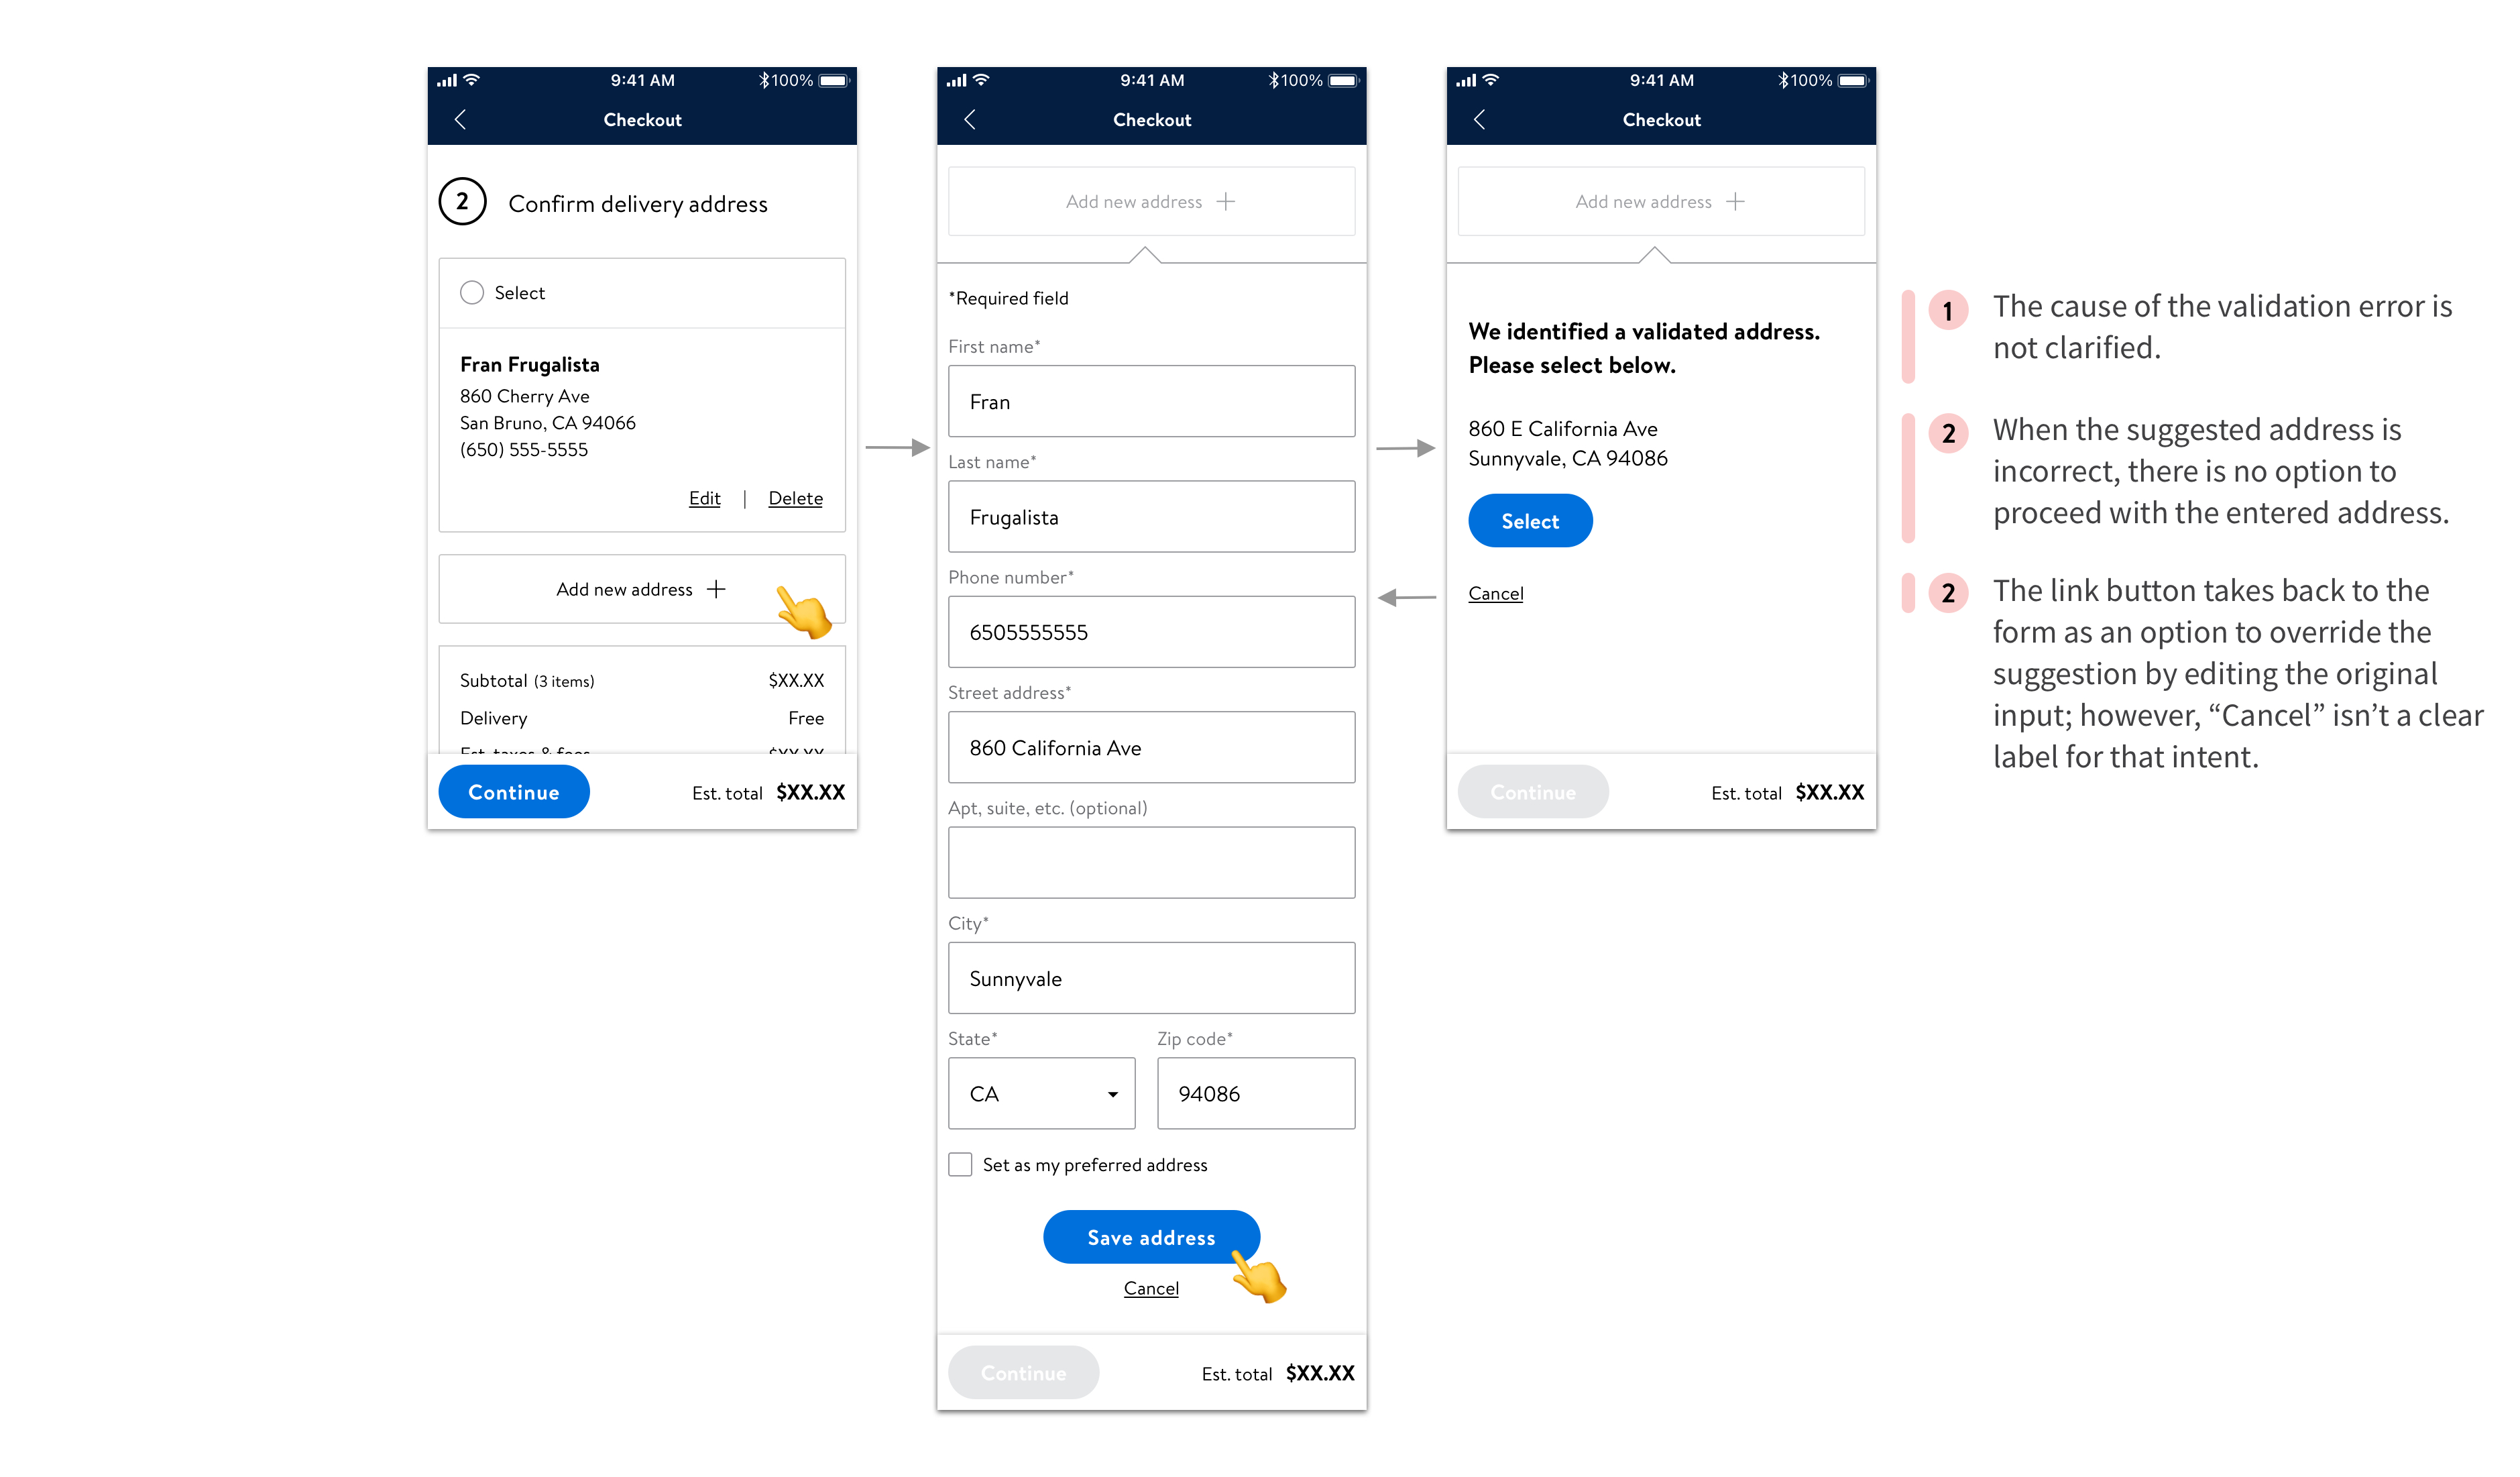 9:41 AM
100%
Checkout
2
Confirm delivery address
Select
Fran Frugalista
860 Cherry Ave
San Bruno, CA 94066
(650) 555-5555
Edit | Delete
Add new address +
Subtotal (3 items) $XX.XX
Delivery Free
Est. taxes & fees $XX.XX
Continue
Est. total $XX.XX
9:41 AM
100%
Checkout
Add new address +
*Required field
First name*
Fran
Last name*
Frugalista
Phone number*
6505555555
Street address*
860 California Ave
Apt, suite, etc. (optional)
City*
Sunnyvale
State* Zip code*
CA 94086
Set as my preferred address
Save address
Cancel
Continue
Est. total $XX.XX
9:41 AM
100%
Checkout
Add new address +
We identified a validated address.
Please select below.
860 E California Ave
Sunnyvale, CA 94086
Select
Cancel
Continue
Est. total $XX.XX
1
The cause of the validation error is
not clarified.
2
When the suggested address is
incorrect, there is no option to
proceed with the entered address.
2
The link button takes back to the
form as an option to override the
suggestion by editing the original
input; however, “Cancel” isn’t a clear
label for that intent.